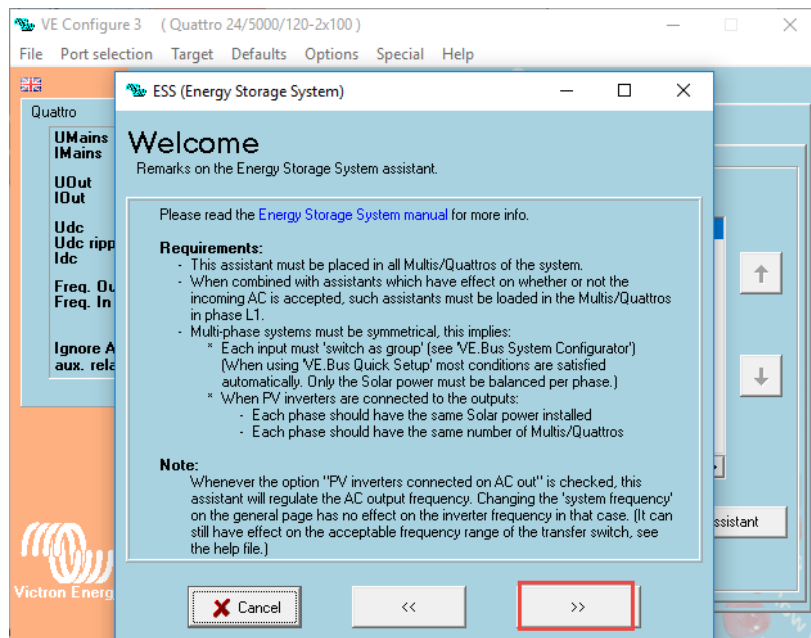 VE Configure 3 ( Quattro 24/5000/120-2x100 )
File Port selection Target Defaults Options Special Help
ESS (Energy Storage System)
Quattro
UMains
IMains
UOut
IOut
Udc
Udc ripp
Idc
Freq. Ou
Freq. In
Ignore A
aux. rela
Welcome
Remarks on the Energy Storage System assistant.
Please read the Energy Storage System manual for more info.
Requirements:
- This assistant must be placed in all Multis/Quattros of the system.
- When combined with assistants which have effect on whether or not the
incoming AC is accepted, such assistants must be loaded in the Multis/Quattros
in phase L1.
- Multi-phase systems must be symmetrical, this implies:
* Each input must 'switch as group' (see 'VE.Bus System Configurator')
(When using 'VE.Bus Quick Setup' most conditions are satisfied
automatically. Only the Solar power must be balanced per phase.)
* When PV inverters are connected to the outputs:
- Each phase should have the same Solar power installed
- Each phase should have the same number of Multis/Quattros
Note:
Whenever the option "PV inverters connected on AC out" is checked, this
assistant will regulate the AC output frequency. Changing the 'system frequency'
on the general page has no effect on the inverter frequency in that case. (It can
still have effect on the acceptable frequency range of the transfer switch, see
the help file.)
ssistant
Victron Energ
Cancel
<<
>>